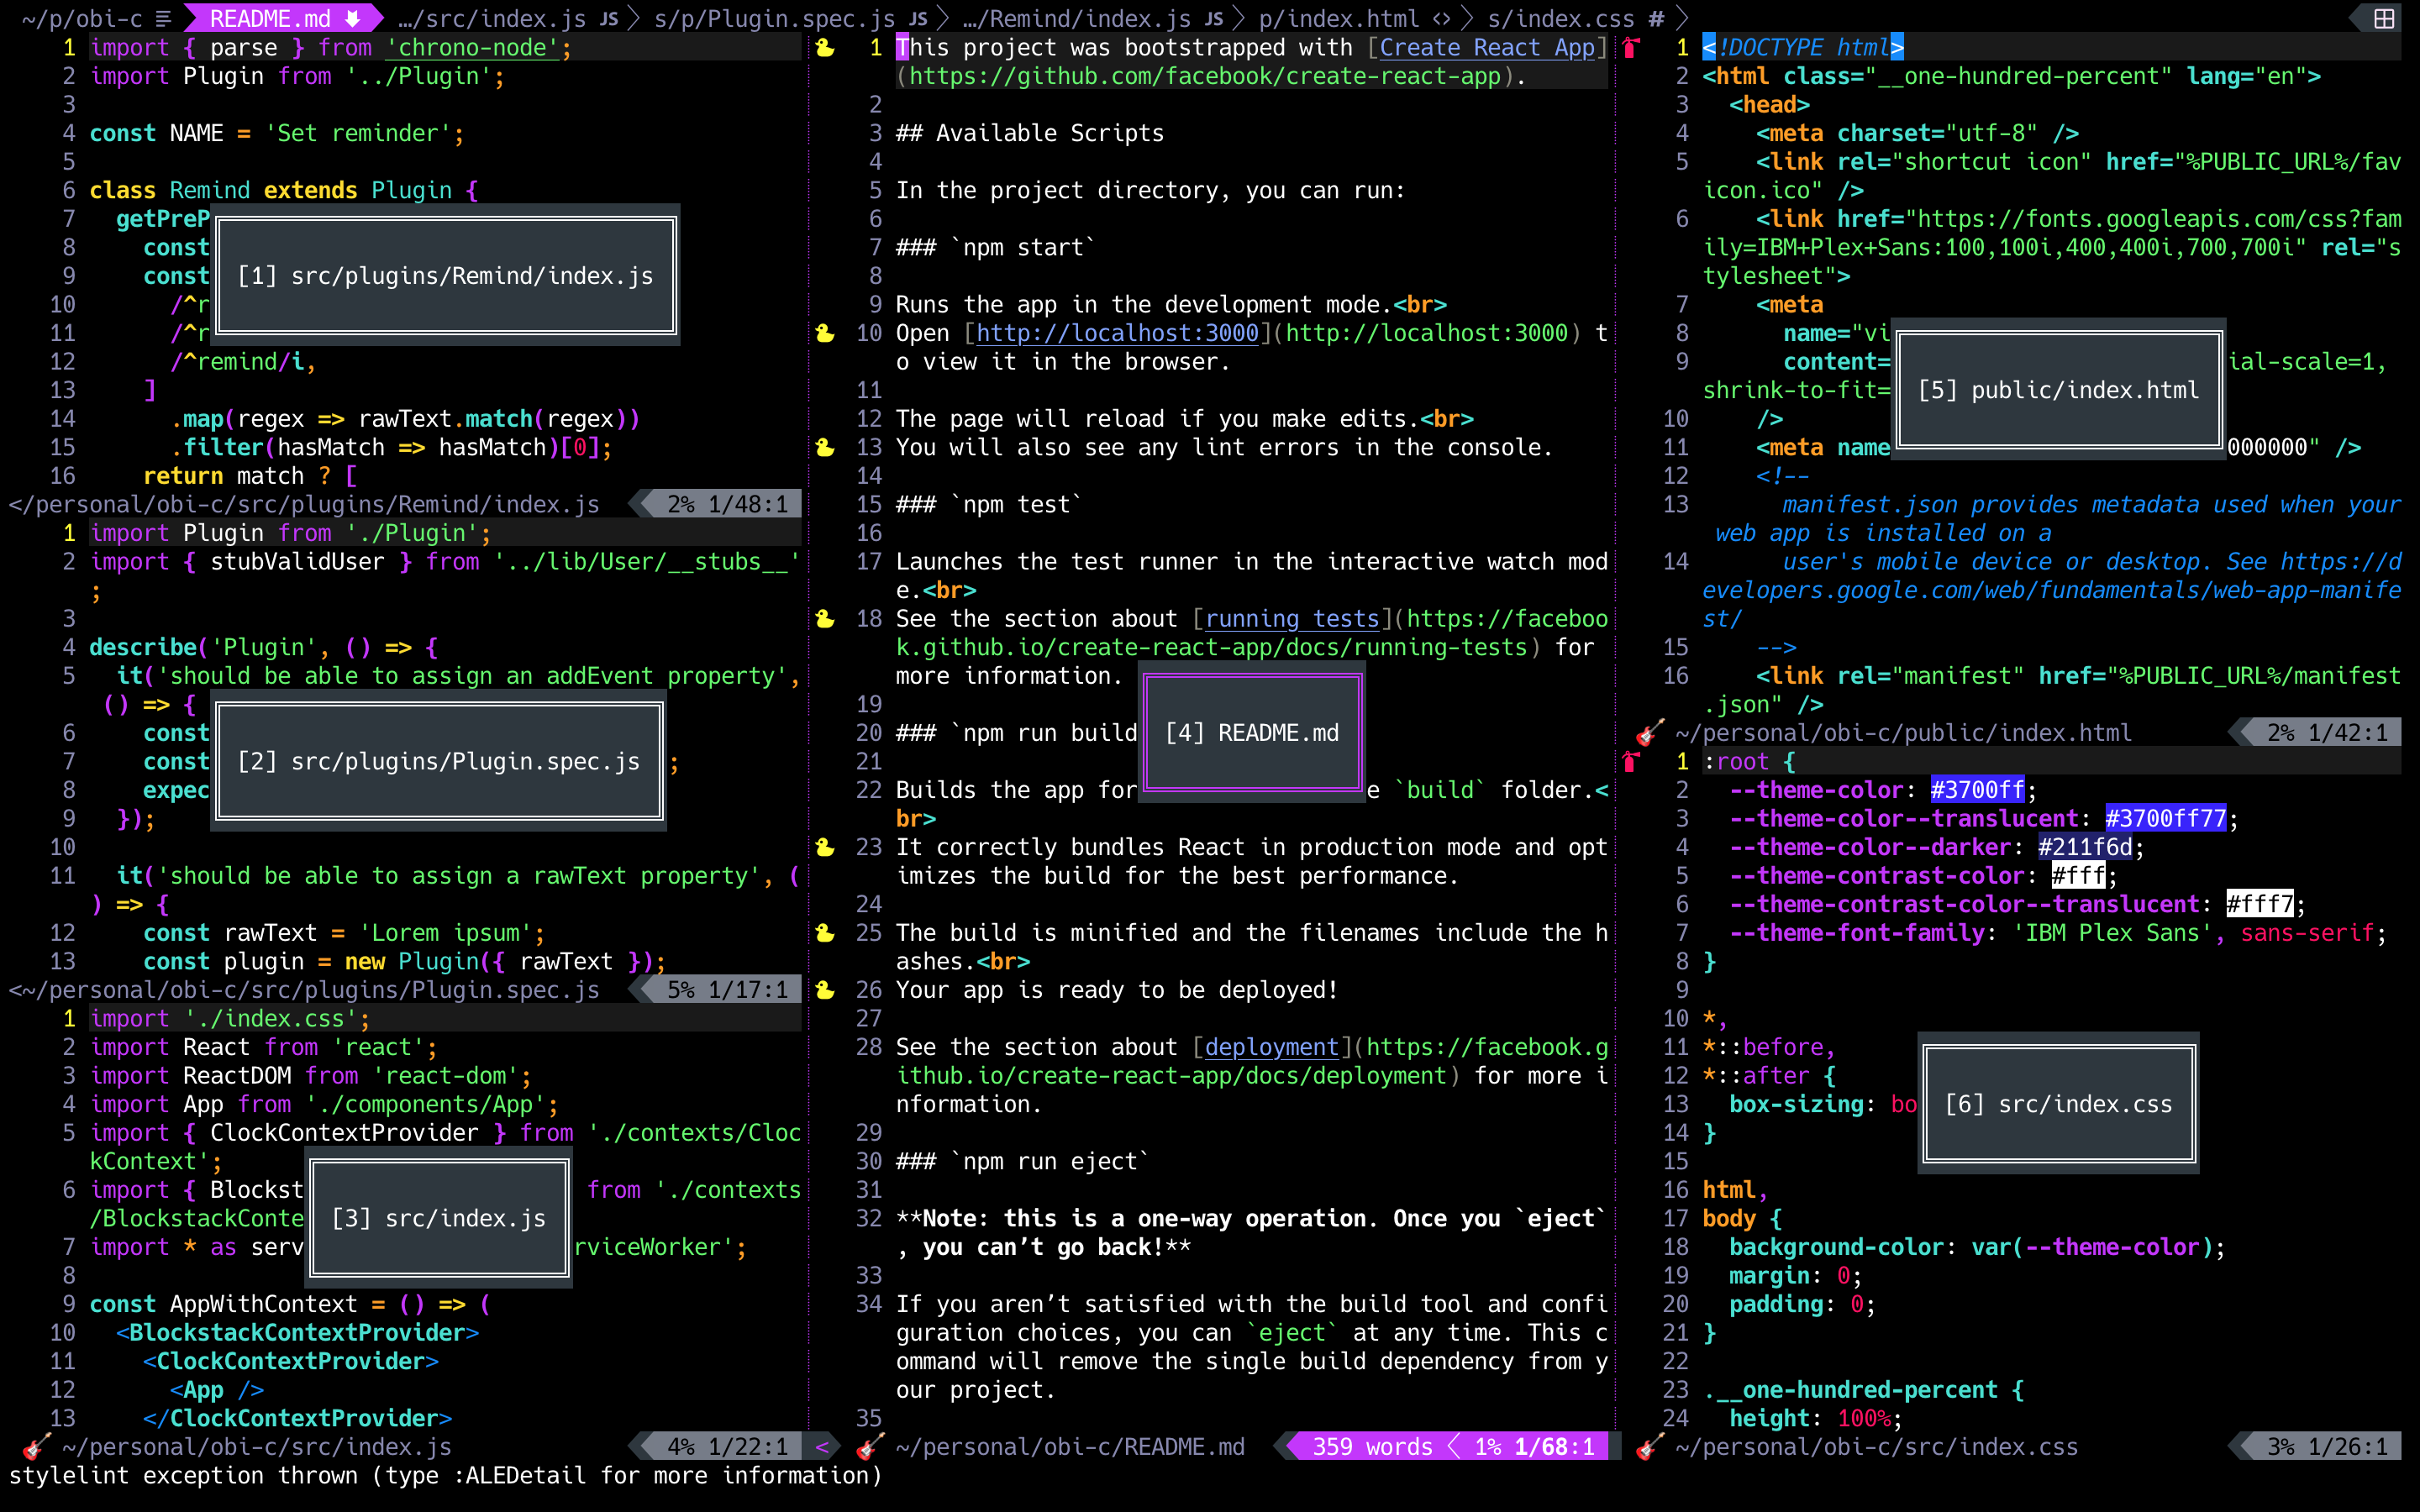 ~/p/obi-c README.md …/src/index.js JS s/p/Plugin.spec.js JS …/Remind/index.js JS p/index.html <> s/index.css #
1 import { parse } from 'chrono-node';
2 import Plugin from '../Plugin';
3
4 const NAME = 'Set reminder';
5
6 class Remind extends Plugin {
7 getPreP
8 const
9 const
[1] src/plugins/Remind/index.js
10 /^r
11 /^r
12 /^remind/i,
13 ]
14 .map(regex => rawText.match(regex))
15 .filter(hasMatch => hasMatch)[0];
16 return match ? [
</personal/obi-c/src/plugins/Remind/index.js 2% 1/48:1
1 import Plugin from './Plugin';
2 import { stubValidUser } from '../lib/User/__stubs__'
;
3
4 describe('Plugin', () => {
5 it('should be able to assign an addEvent property',
() => {
6 const
7 const ;
[2] src/plugins/Plugin.spec.js
8 expec
9 });
10
11 it('should be able to assign a rawText property', (
) => {
12 const rawText = 'Lorem ipsum';
13 const plugin = new Plugin({ rawText });
<~/personal/obi-c/src/plugins/Plugin.spec.js 5% 1/17:1
1 import './index.css';
2 import React from 'react';
3 import ReactDOM from 'react-dom';
4 import App from './components/App';
5 import { ClockContextProvider } from './contexts/Cloc
kContext';
6 import { Blockst from './contexts
/BlockstackConte
[3] src/index.js
7 import * as serv rviceWorker';
8
9 const AppWithContext = () => (
10 <BlockstackContextProvider>
11 <ClockContextProvider>
12 <App />
13 </ClockContextProvider>
~/personal/obi-c/src/index.js 4% 1/22:1 <
1 This project was bootstrapped with [Create React App]
(https://github.com/facebook/create-react-app).
2
3 ## Available Scripts
4
5 In the project directory, you can run:
6
7 ### `npm start`
8
9 Runs the app in the development mode.<br>
10 Open [http://localhost:3000](http://localhost:3000) t
o view it in the browser.
11
12 The page will reload if you make edits.<br>
13 You will also see any lint errors in the console.
14
15 ### `npm test`
16
17 Launches the test runner in the interactive watch mod
e.<br>
18 See the section about [running tests](https://faceboo
k.github.io/create-react-app/docs/running-tests) for
more information.
19
20 ### `npm run build
[4] README.md
21
22 Builds the app for e `build` folder.<
br>
23 It correctly bundles React in production mode and opt
imizes the build for the best performance.
24
25 The build is minified and the filenames include the h
ashes.<br>
26 Your app is ready to be deployed!
27
28 See the section about [deployment](https://facebook.g
ithub.io/create-react-app/docs/deployment) for more i
nformation.
29
30 ### `npm run eject`
31
32 **Note: this is a one-way operation. Once you `eject`
, you can’t go back!**
33
34 If you aren’t satisfied with the build tool and confi
guration choices, you can `eject` at any time. This c
ommand will remove the single build dependency from y
our project.
35
~/personal/obi-c/README.md 359 words 1% 1/68:1
1 <!DOCTYPE html>
2 <html class="__one-hundred-percent" lang="en">
3 <head>
4 <meta charset="utf-8" />
5 <link rel="shortcut icon" href="%PUBLIC_URL%/fav
icon.ico" />
6 <link href="https://fonts.googleapis.com/css?fam
ily=IBM+Plex+Sans:100,100i,400,400i,700,700i" rel="s
tylesheet">
7 <meta
8 name="vi
9 content= ial-scale=1,
shrink-to-fit=
[5] public/index.html
10 />
11 <meta name 000000" />
12 <!--
13 manifest.json provides metadata used when your
web app is installed on a
14 user's mobile device or desktop. See https://d
evelopers.google.com/web/fundamentals/web-app-manife
st/
15 -->
16 <link rel="manifest" href="%PUBLIC_URL%/manifest
.json" />
~/personal/obi-c/public/index.html 2% 1/42:1
1 :root {
2 --theme-color: #3700ff;
3 --theme-color--translucent: #3700ff77;
4 --theme-color--darker: #211f6d;
5 --theme-contrast-color: #fff;
6 --theme-contrast-color--translucent: #fff7;
7 --theme-font-family: 'IBM Plex Sans', sans-serif;
8 }
9
10 *,
11 *::before,
12 *::after {
13 box-sizing: bo
[6] src/index.css
14 }
15
16 html,
17 body {
18 background-color: var(--theme-color);
19 margin: 0;
20 padding: 0;
21 }
22
23 .__one-hundred-percent {
24 height: 100%;
~/personal/obi-c/src/index.css 3% 1/26:1
stylelint exception thrown (type :ALEDetail for more information)